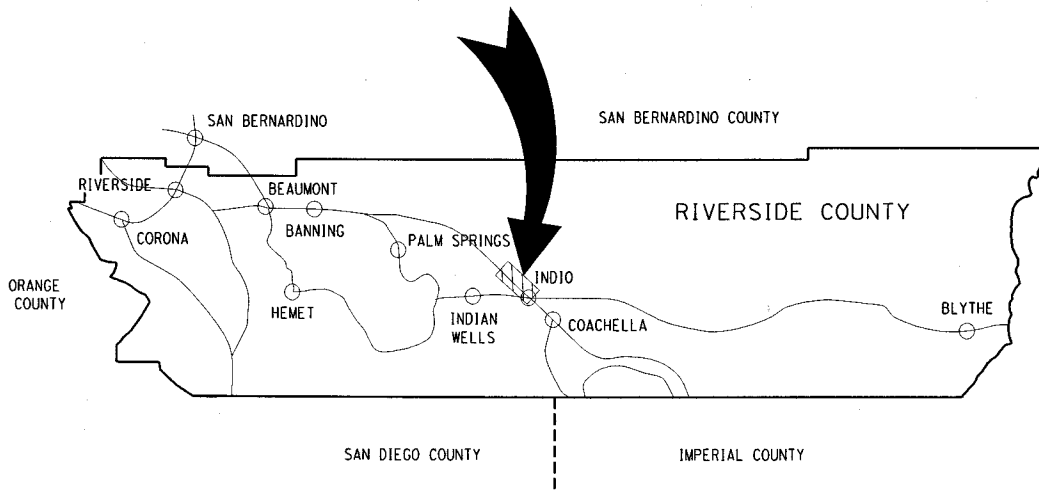 SAN BERNARDINO
SAN BERNARDINO COUNTY
RIVERSIDE
BEAUMONT
RIVERSIDE COUNTY
CORONA
BANNING
PALM SPRINGS
ORANGE
COUNTY
INDIO
HEMET
INDIAN
WELLS
COACHELLA
BLYTHE
SAN DIEGO COUNTY
IMPERIAL COUNTY